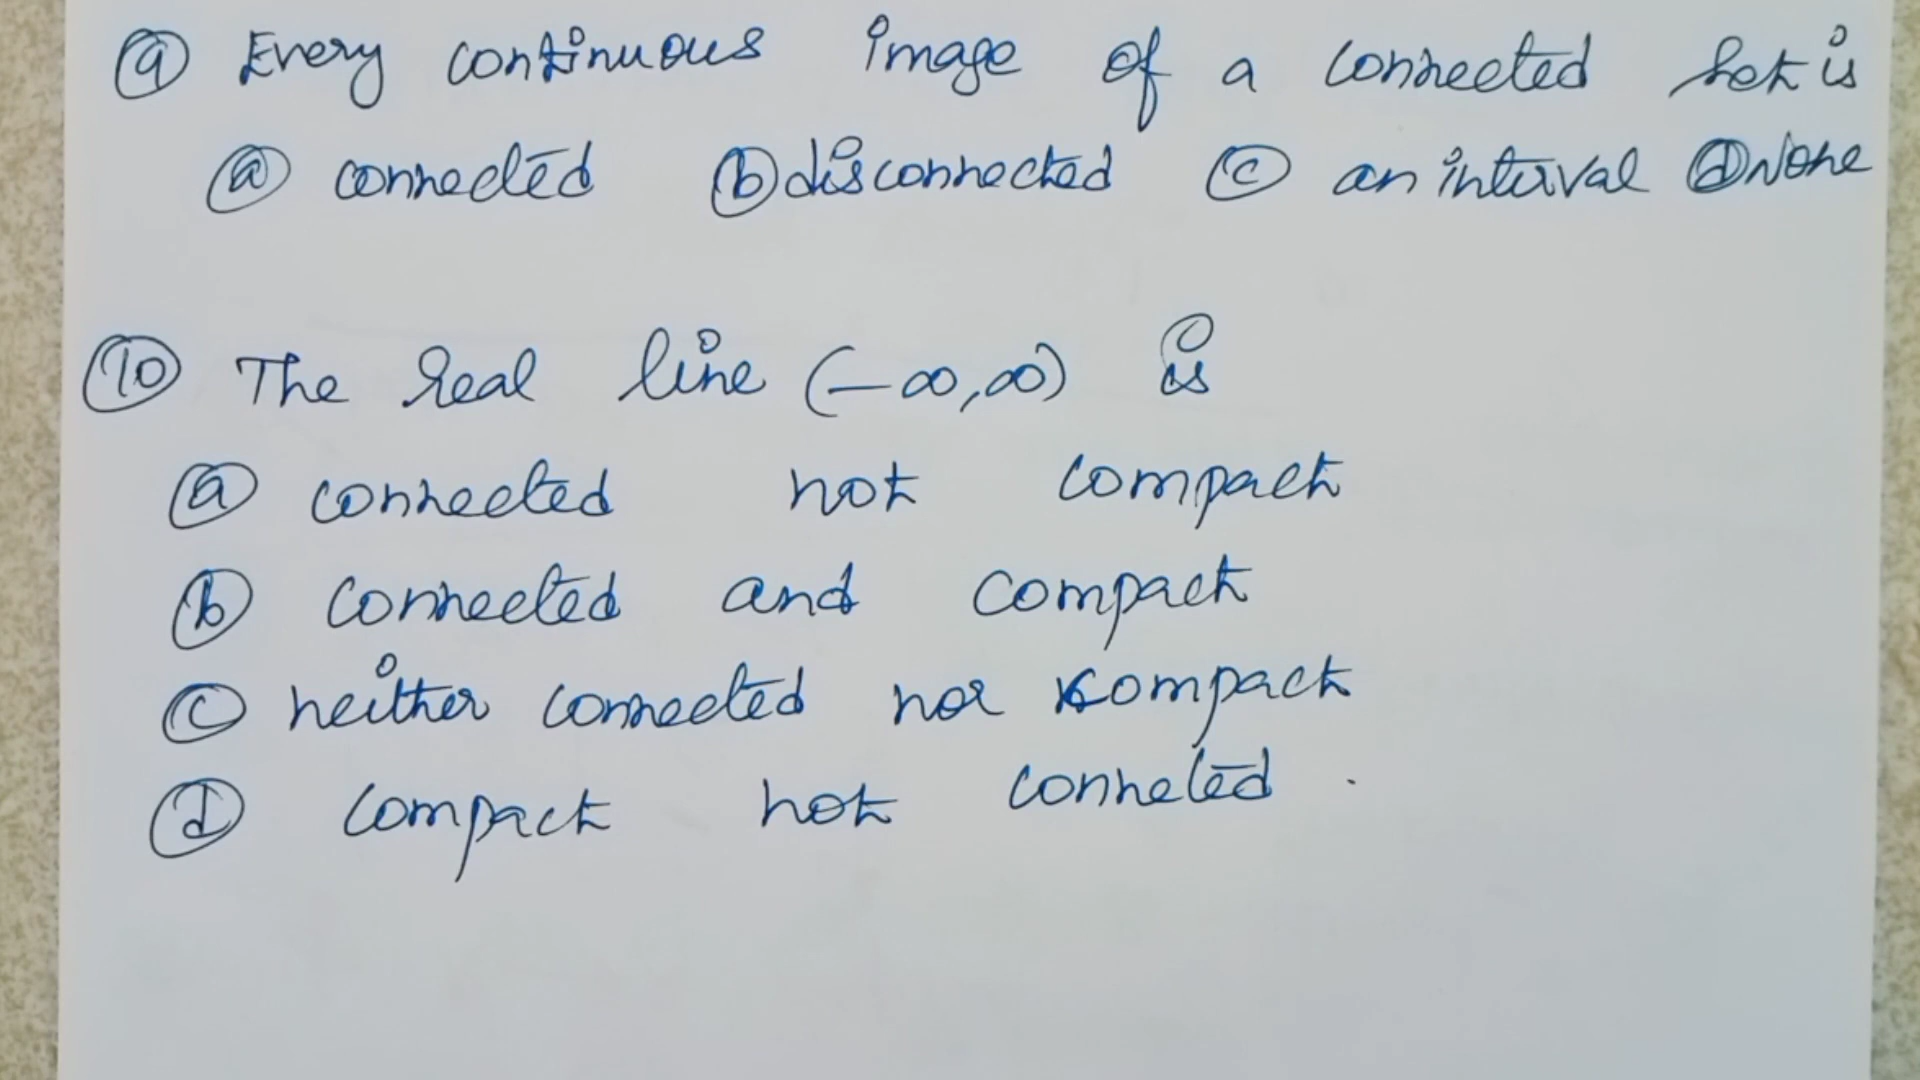 ⑨ Every continuous image of a connected set is
ⓐ connected ⓑ disconnected ⓒ an interval ⓓ None
⑩ The real line (-∞,∞) is
ⓐ connected not compact
ⓑ connected and compact
ⓒ neither connected nor compact
ⓓ compact not conneted.